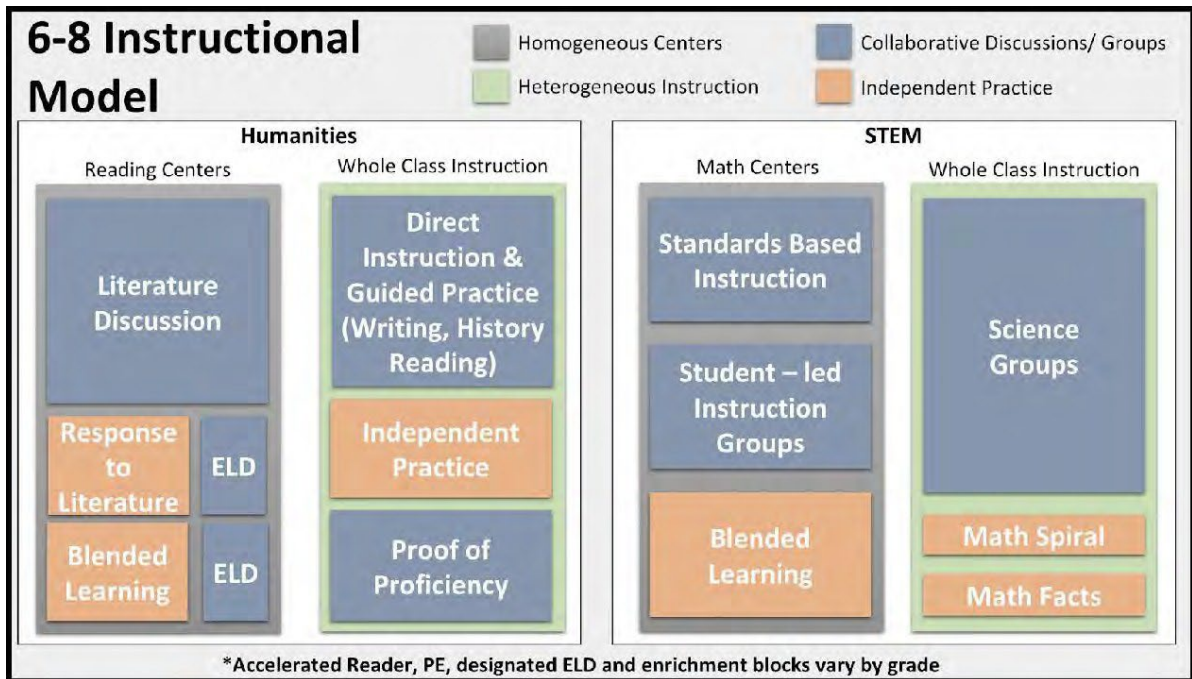 6-8 Instructional
Model
Homogeneous Centers
Collaborative Discussions/ Groups
Heterogeneous Instruction
Independent Practice
Humanities
Reading Centers
Whole Class Instruction
Literature
Discussion
Response
to
Literature
ELD
Blended
Learning
ELD
Direct
Instruction &
Guided Practice
(Writing, History
Reading)
Independent
Practice
Proof of
Proficiency
STEM
Math Centers
Whole Class Instruction
Standards Based
Instruction
Student – led
Instruction
Groups
Blended
Learning
Science
Groups
Math Spiral
Math Facts
*Accelerated Reader, PE, designated ELD and enrichment blocks vary by grade